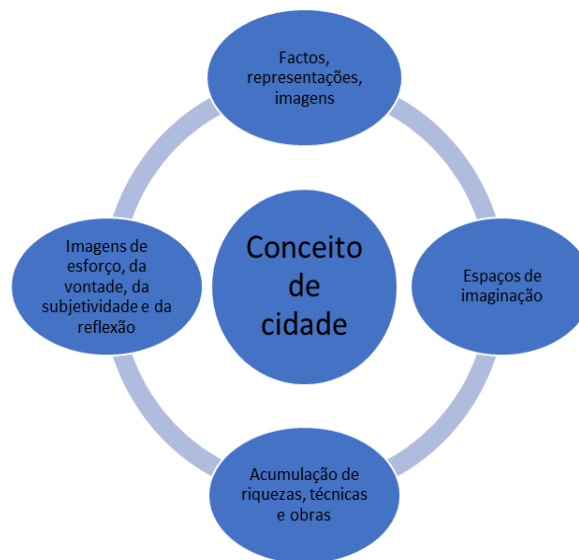 Factos,
representações,
imagens
Conceito
de
cidade
Espaços de
imaginação
Acumulação de
riquezas, técnicas
e obras
Imagens de
esforço, da
vontade, da
subjetividade e da
reflexão